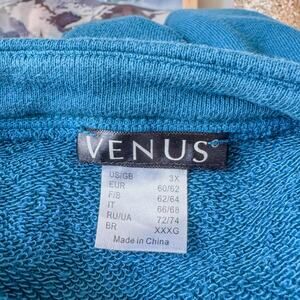 VENUS
US/GB 3X
EUR 60/62
F/B 62/64
IT 66/68
RU/UA 72/74
BR XXXG
Made in China